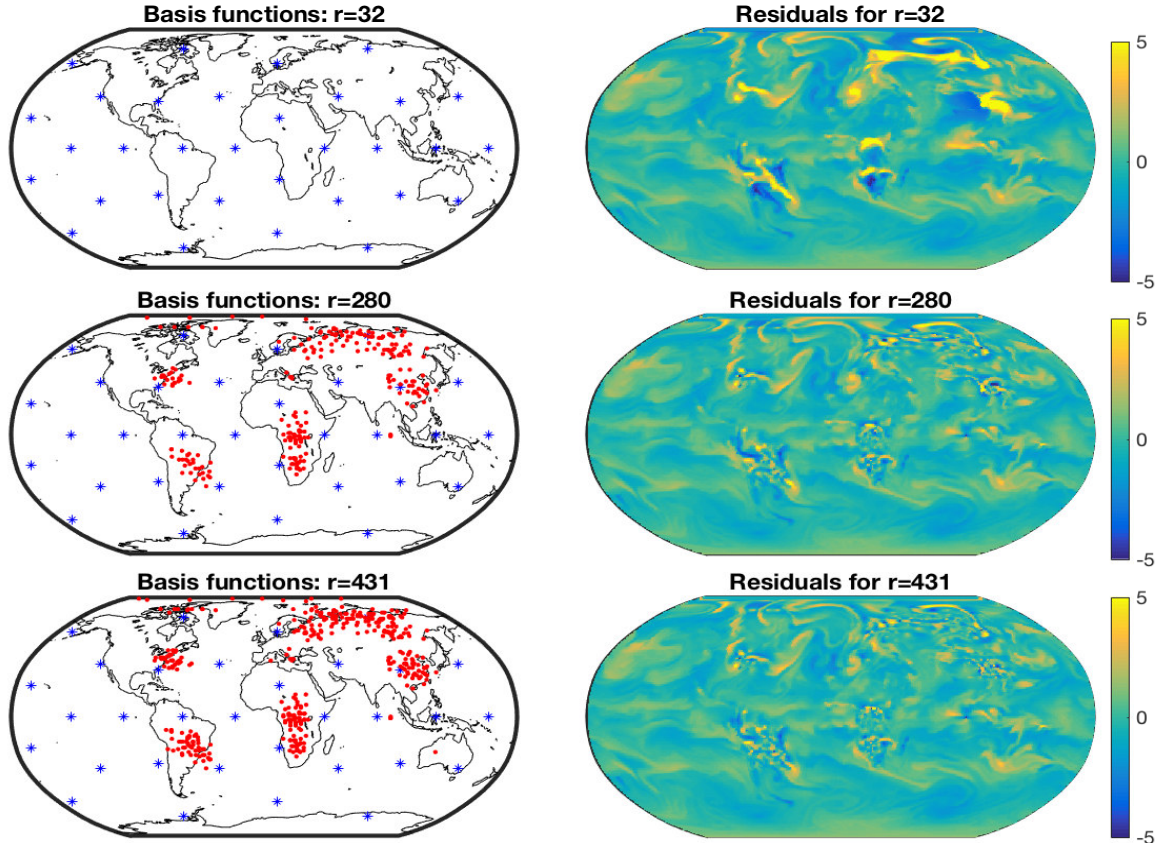 Basis functions: r=32
Residuals for r=32
5
0
-5
Basis functions: r=280
Residuals for r=280
5
0
-5
Basis functions: r=431
Residuals for r=431
5
0
-5